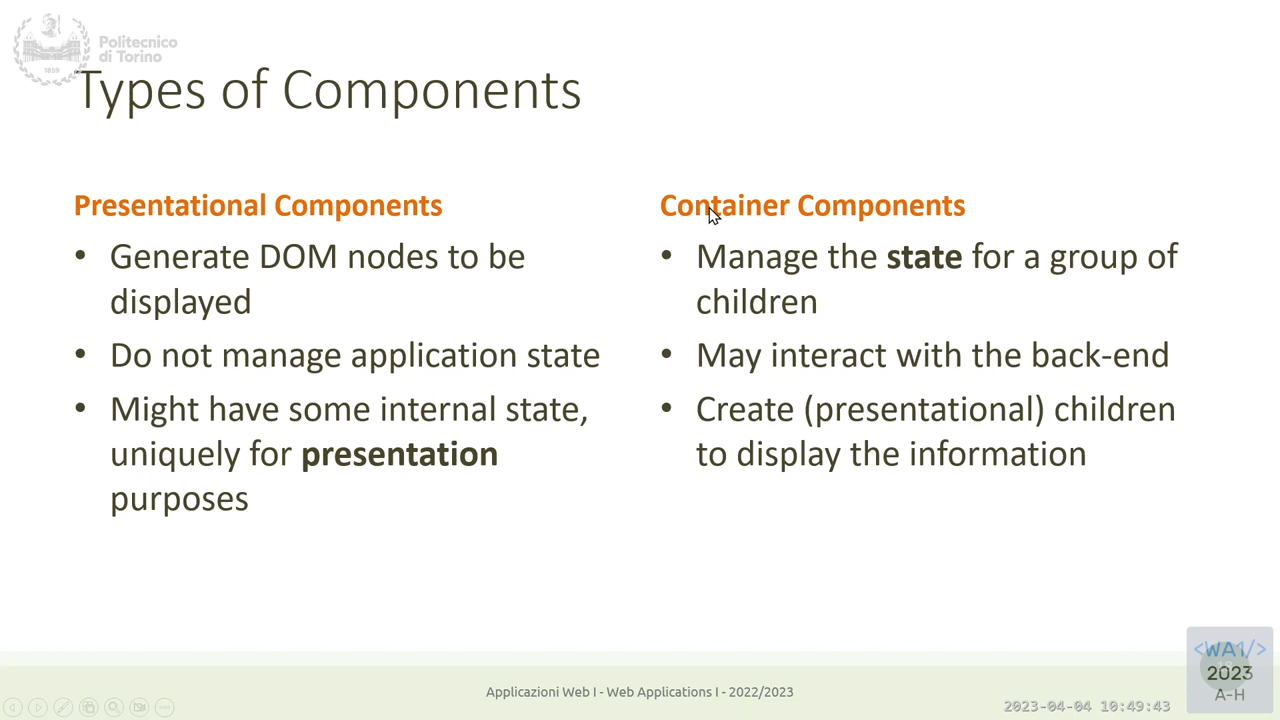 Politecnico
di Torino
1859
Types of Components
Presentational Components
• Generate DOM nodes to be
displayed
• Do not manage application state
• Might have some internal state,
uniquely for presentation
purposes
Container Components
• Manage the state for a group of
children
• May interact with the back-end
• Create (presentational) children
to display the information
Applicazioni Web I - Web Applications I - 2022/2023
2023-04-04 10:49:43
<WA1/>
2023
A-H